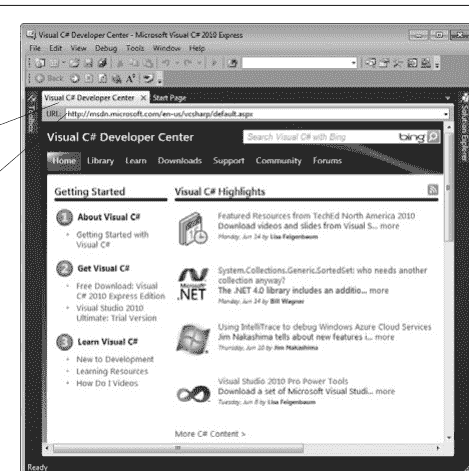 Visual C# Developer Center - Microsoft Visual C# 2010 Express
File Edit View Debug Tools Window Help
Back
Visual C# Developer Center X Start Page
URL: http://msdn.microsoft.com/en-us/vcsharp/default.aspx
Toolbox
Solution Explorer
Visual C# Developer Center
Search Visual C# with Bing
bing
Home Library Learn Downloads Support Community Forums
Getting Started
1 About Visual C#
Getting Started with
Visual C#
2 Get Visual C#
Free Download: Visual
C# 2010 Express Edition
Visual Studio 2010
Ultimate: Trial Version
3 Learn Visual C#
New to Development
Learning Resources
How Do I Videos
Visual C# Highlights
Featured Resources from TechEd North America 2010
Download videos and slides from Visual S... more
Monday, Jun 14 by Lisa Feigenbaum
Microsoft
.NET
System.Collections.Generic.SortedSet: who needs another
collection anyway?
The .NET 4.0 library includes an additio... more
Monday, Jun 14 by Bill Wagner
Using IntelliTrace to debug Windows Azure Cloud Services
Jim Nakashima tells about new features i... more
Thursday, Jun 10 by Jim Nakashima
Visual Studio 2010 Pro Power Tools
Download a set of Microsoft Visual Studi... more
Tuesday, Jun 8 by Lisa Feigenbaum
More C# Content >
Ready